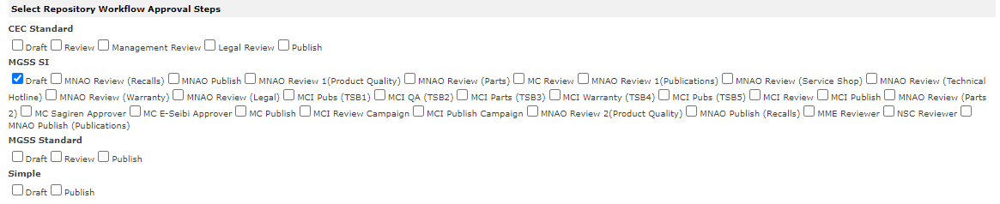 Select Repository Workflow Approval Steps
CEC Standard
Draft Review Management Review Legal Review Publish
MGSS SI
Draft MNAO Review (Recalls) MNAO Publish MNAO Review 1(Product Quality) MNAO Review (Parts) MC Review MNAO Review 1(Publications) MNAO Review (Service Shop) MNAO Review (Technical
Hotline) MNAO Review (Warranty) MNAO Review (Legal) MCI Pubs (TSB1) MCI QA (TSB2) MCI Parts (TSB3) MCI Warranty (TSB4) MCI Pubs (TSB5) MCI Review MCI Publish MNAO Review (Parts
2) MC Sagiren Approver MC E-Seibi Approver MC Publish MCI Review Campaign MCI Publish Campaign MNAO Review 2(Product Quality) MNAO Publish (Recalls) MME Reviewer NSC Reviewer
MNAO Publish (Publications)
MGSS Standard
Draft Review Publish
Simple
Draft Publish